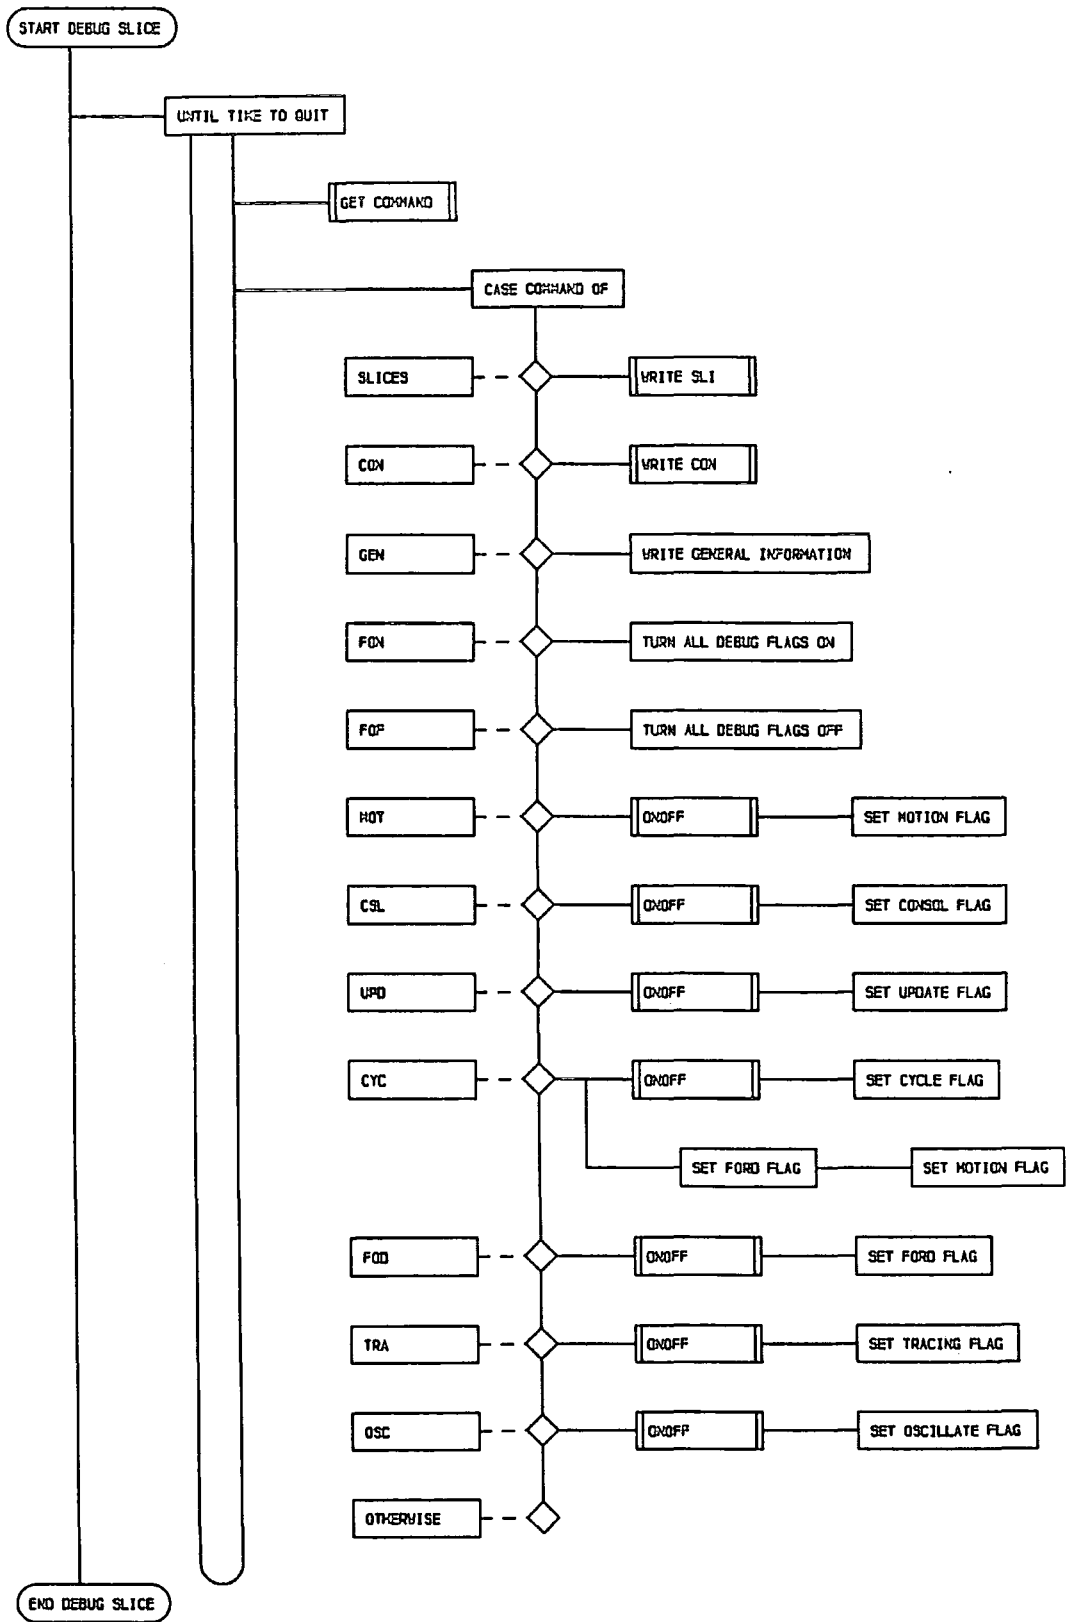 START DEBUG SLICE
UNTIL TIME TO QUIT
GET COMMAND
CASE COMMAND OF
SLICES
WRITE SLI
CON
WRITE CON
GEN
WRITE GENERAL INFORMATION
FON
TURN ALL DEBUG FLAGS ON
FOF
TURN ALL DEBUG FLAGS OFF
MOT
ONOFF
SET MOTION FLAG
CSL
ONOFF
SET CONSOL FLAG
UPD
ONOFF
SET UPDATE FLAG
CYC
ONOFF
SET CYCLE FLAG
SET FORD FLAG
SET MOTION FLAG
FOD
ONOFF
SET FORD FLAG
TRA
ONOFF
SET TRACING FLAG
OSC
ONOFF
SET OSCILLATE FLAG
OTHERWISE
END DEBUG SLICE